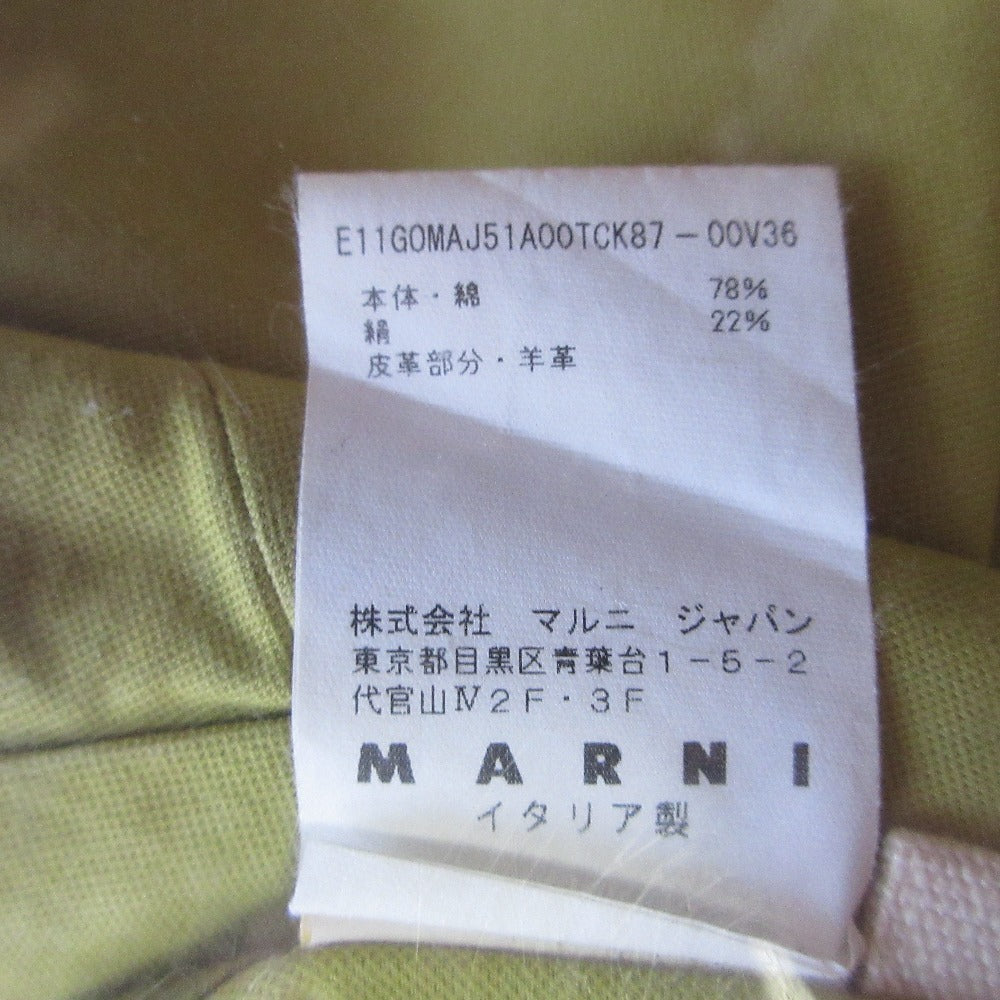 E11GOMAJ51A00TCK87-00V36
本体・綿 78%
絹 22%
皮革部分・羊革
株式会社 マルニ ジャパン
東京都目黒区青葉台1-5-2
代官山Ⅳ2F・3F
MARNI
イタリア製